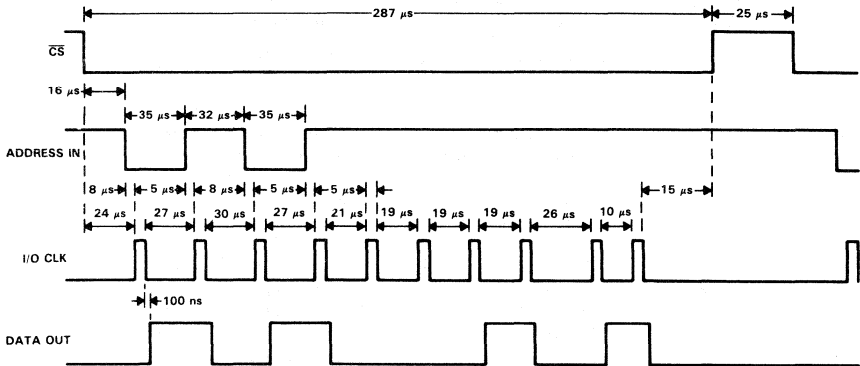 287 μs
25 μs
CS
16 μs
35 μs 32 μs 35 μs
ADDRESS IN
8 μs 5 μs 8 μs 5 μs 5 μs
15 μs
24 μs 27 μs 30 μs 27 μs 21 μs 19 μs 19 μs 19 μs 26 μs 10 μs
I/O CLK
100 ns
DATA OUT